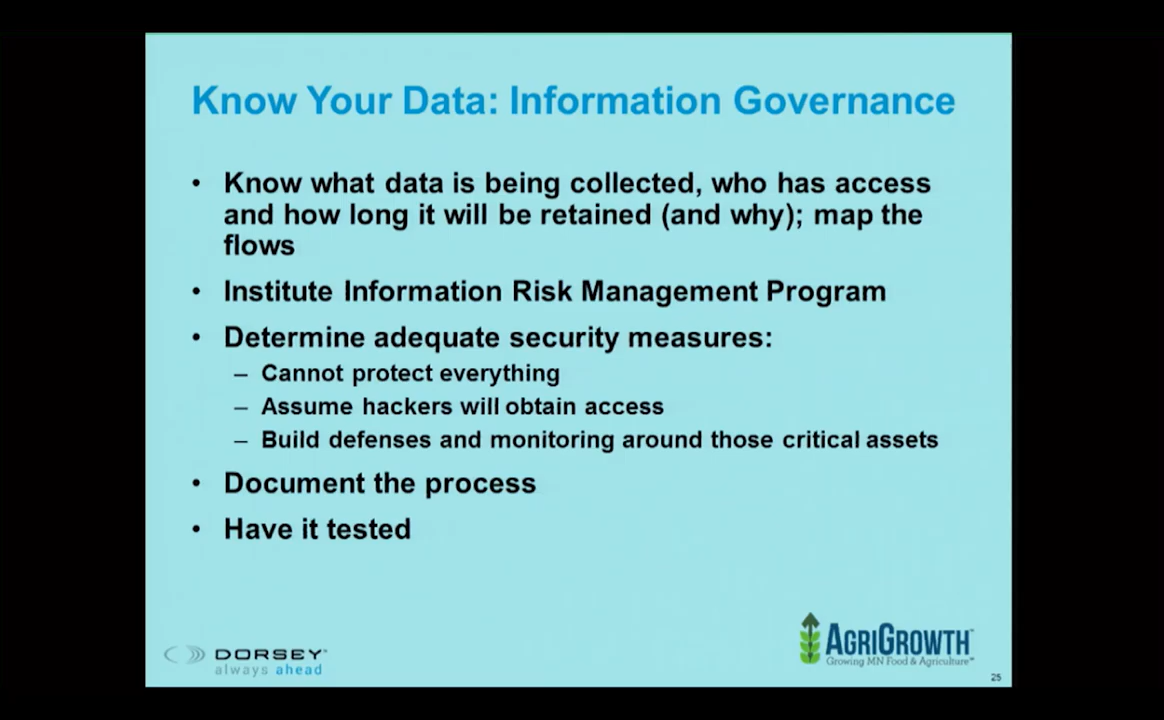 Know Your Data: Information Governance
• Know what data is being collected, who has access
and how long it will be retained (and why); map the
flows
• Institute Information Risk Management Program
• Determine adequate security measures:
– Cannot protect everything
– Assume hackers will obtain access
– Build defenses and monitoring around those critical assets
• Document the process
• Have it tested
DORSEY™
always ahead
AGRIGROWTH™
Growing MN Food & Agriculture℠
25